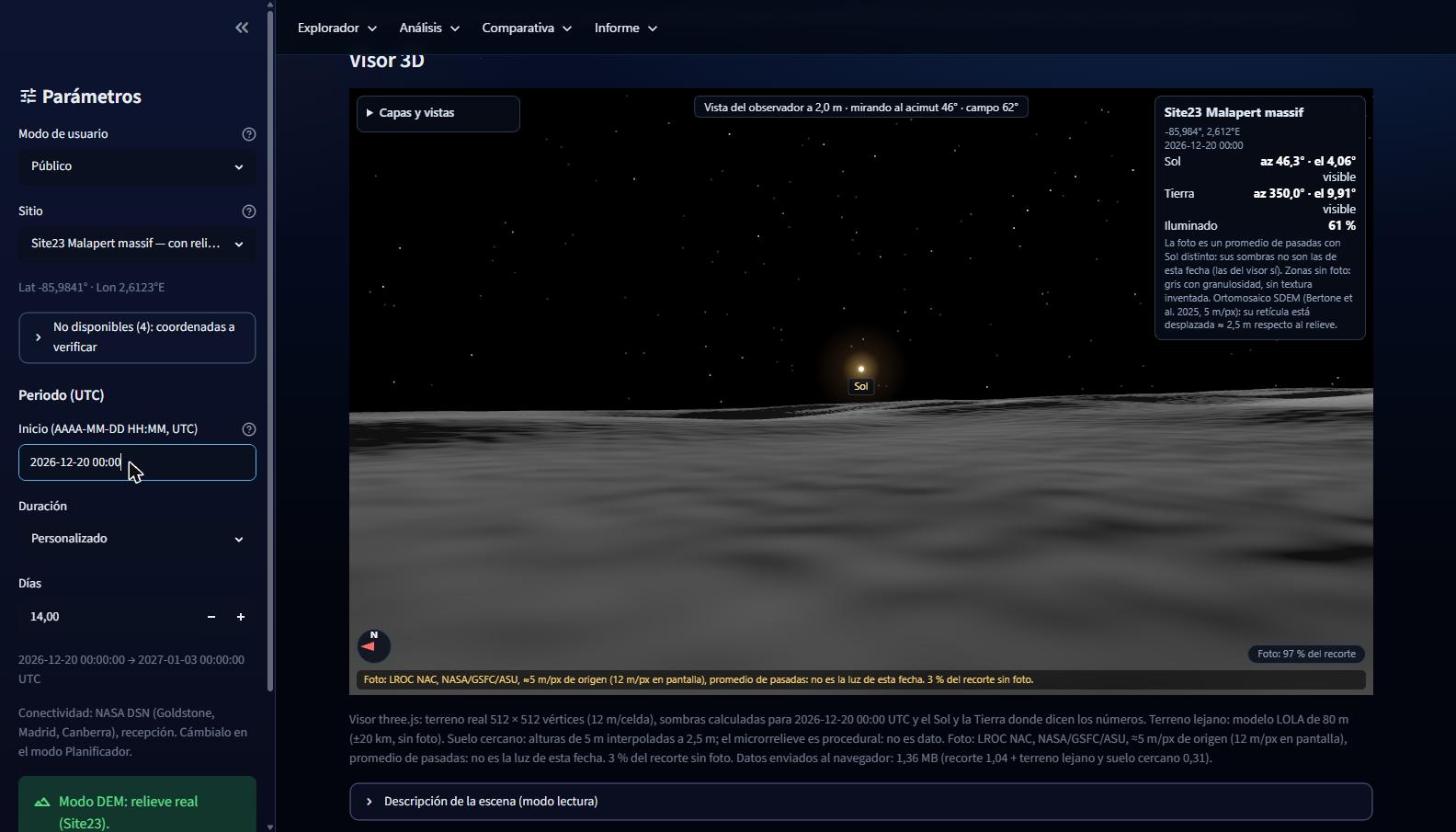 Explorador
Análisis
Comparativa
Informe
Parámetros
Modo de usuario
Público
Sitio
Site23 Malapert massif — con reli…
Lat -85,9841° · Lon 2,6123°E
No disponibles (4): coordenadas a
verificar
Periodo (UTC)
Inicio (AAAA-MM-DD HH:MM, UTC)
2026-12-20 00:00
Duración
Personalizado
Días
14,00
2026-12-20 00:00:00 → 2027-01-03 00:00:00
UTC
Conectividad: NASA DSN (Goldstone,
Madrid, Canberra), recepción. Cámbialo en
el modo Planificador.
Modo DEM: relieve real
(Site23).
Visor 3D
Capas y vistas
Vista del observador a 2,0 m · mirando al acimut 46° · campo 62°
Site23 Malapert massif
-85,984°, 2,612°E
2026-12-20 00:00
Sol az 46,3° · el 4,06°
visible
Tierra az 350,0° · el 9,91°
visible
Iluminado 61 %
La foto es un promedio de pasadas con
Sol distinto: sus sombras no son las de
esta fecha (las del visor sí). Zonas sin foto:
gris con granulosidad, sin textura
inventada. Ortomosaico SDEM (Bertone et
al. 2025, 5 m/px): su retícula está
desplazada ≈ 2,5 m respecto al relieve.
Sol
N
Foto: 97 % del recorte
Foto: LROC NAC, NASA/GSFC/ASU, ≈5 m/px de origen (12 m/px en pantalla), promedio de pasadas: no es la luz de esta fecha. 3 % del recorte sin foto.
Visor three.js: terreno real 512 × 512 vértices (12 m/celda), sombras calculadas para 2026-12-20 00:00 UTC y el Sol y la Tierra donde dicen los números. Terreno lejano: modelo LOLA de 80 m
(±20 km, sin foto). Suelo cercano: alturas de 5 m interpoladas a 2,5 m; el microrrelieve es procedural: no es dato. Foto: LROC NAC, NASA/GSFC/ASU, ≈5 m/px de origen (12 m/px en pantalla),
promedio de pasadas: no es la luz de esta fecha. 3 % del recorte sin foto. Datos enviados al navegador: 1,36 MB (recorte 1,04 + terreno lejano y suelo cercano 0,31).
Descripción de la escena (modo lectura)